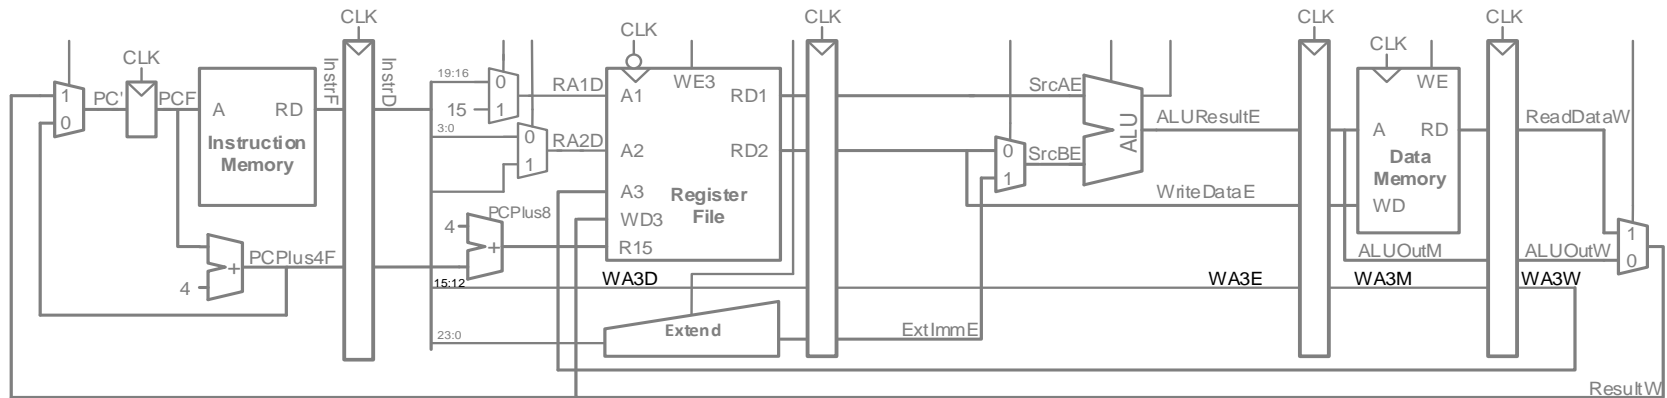 CLK
CLK
CLK
CLK
CLK
CLK
CLK
CLK
1
0
PC'
PCF
A
RD
Instruction
Memory
InstrF
InstrD
PCPlus4F
4
+
19:16
15
3:0
0
1
0
1
RA1D
RA2D
A1
A2
A3
WD3
R15
WE3
RD1
RD2
Register
File
4
+
PCPlus8
15:12
WA3D
23:0
Extend
0
1
SrcAE
SrcBE
ALU
ALUResultE
WriteDataE
ExtImmE
WA3E
A
RD
WE
Data
Memory
WD
ALUOutM
WA3M
ReadDataW
ALUOutW
WA3W
1
0
ResultW